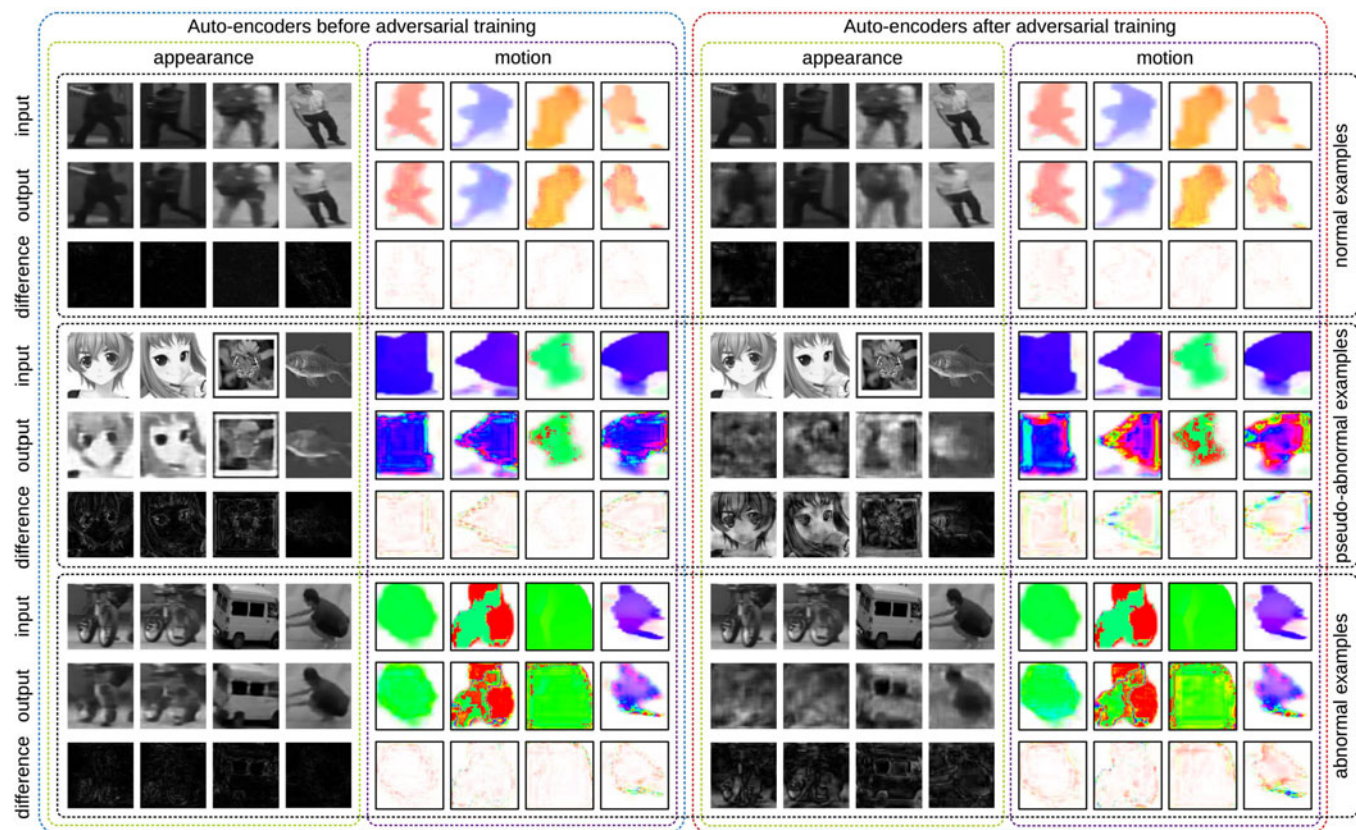 Auto-encoders before adversarial training
Auto-encoders after adversarial training
appearance
motion
appearance
motion
input
output
difference
normal examples
input
output
difference
pseudo-abnormal examples
input
output
difference
abnormal examples